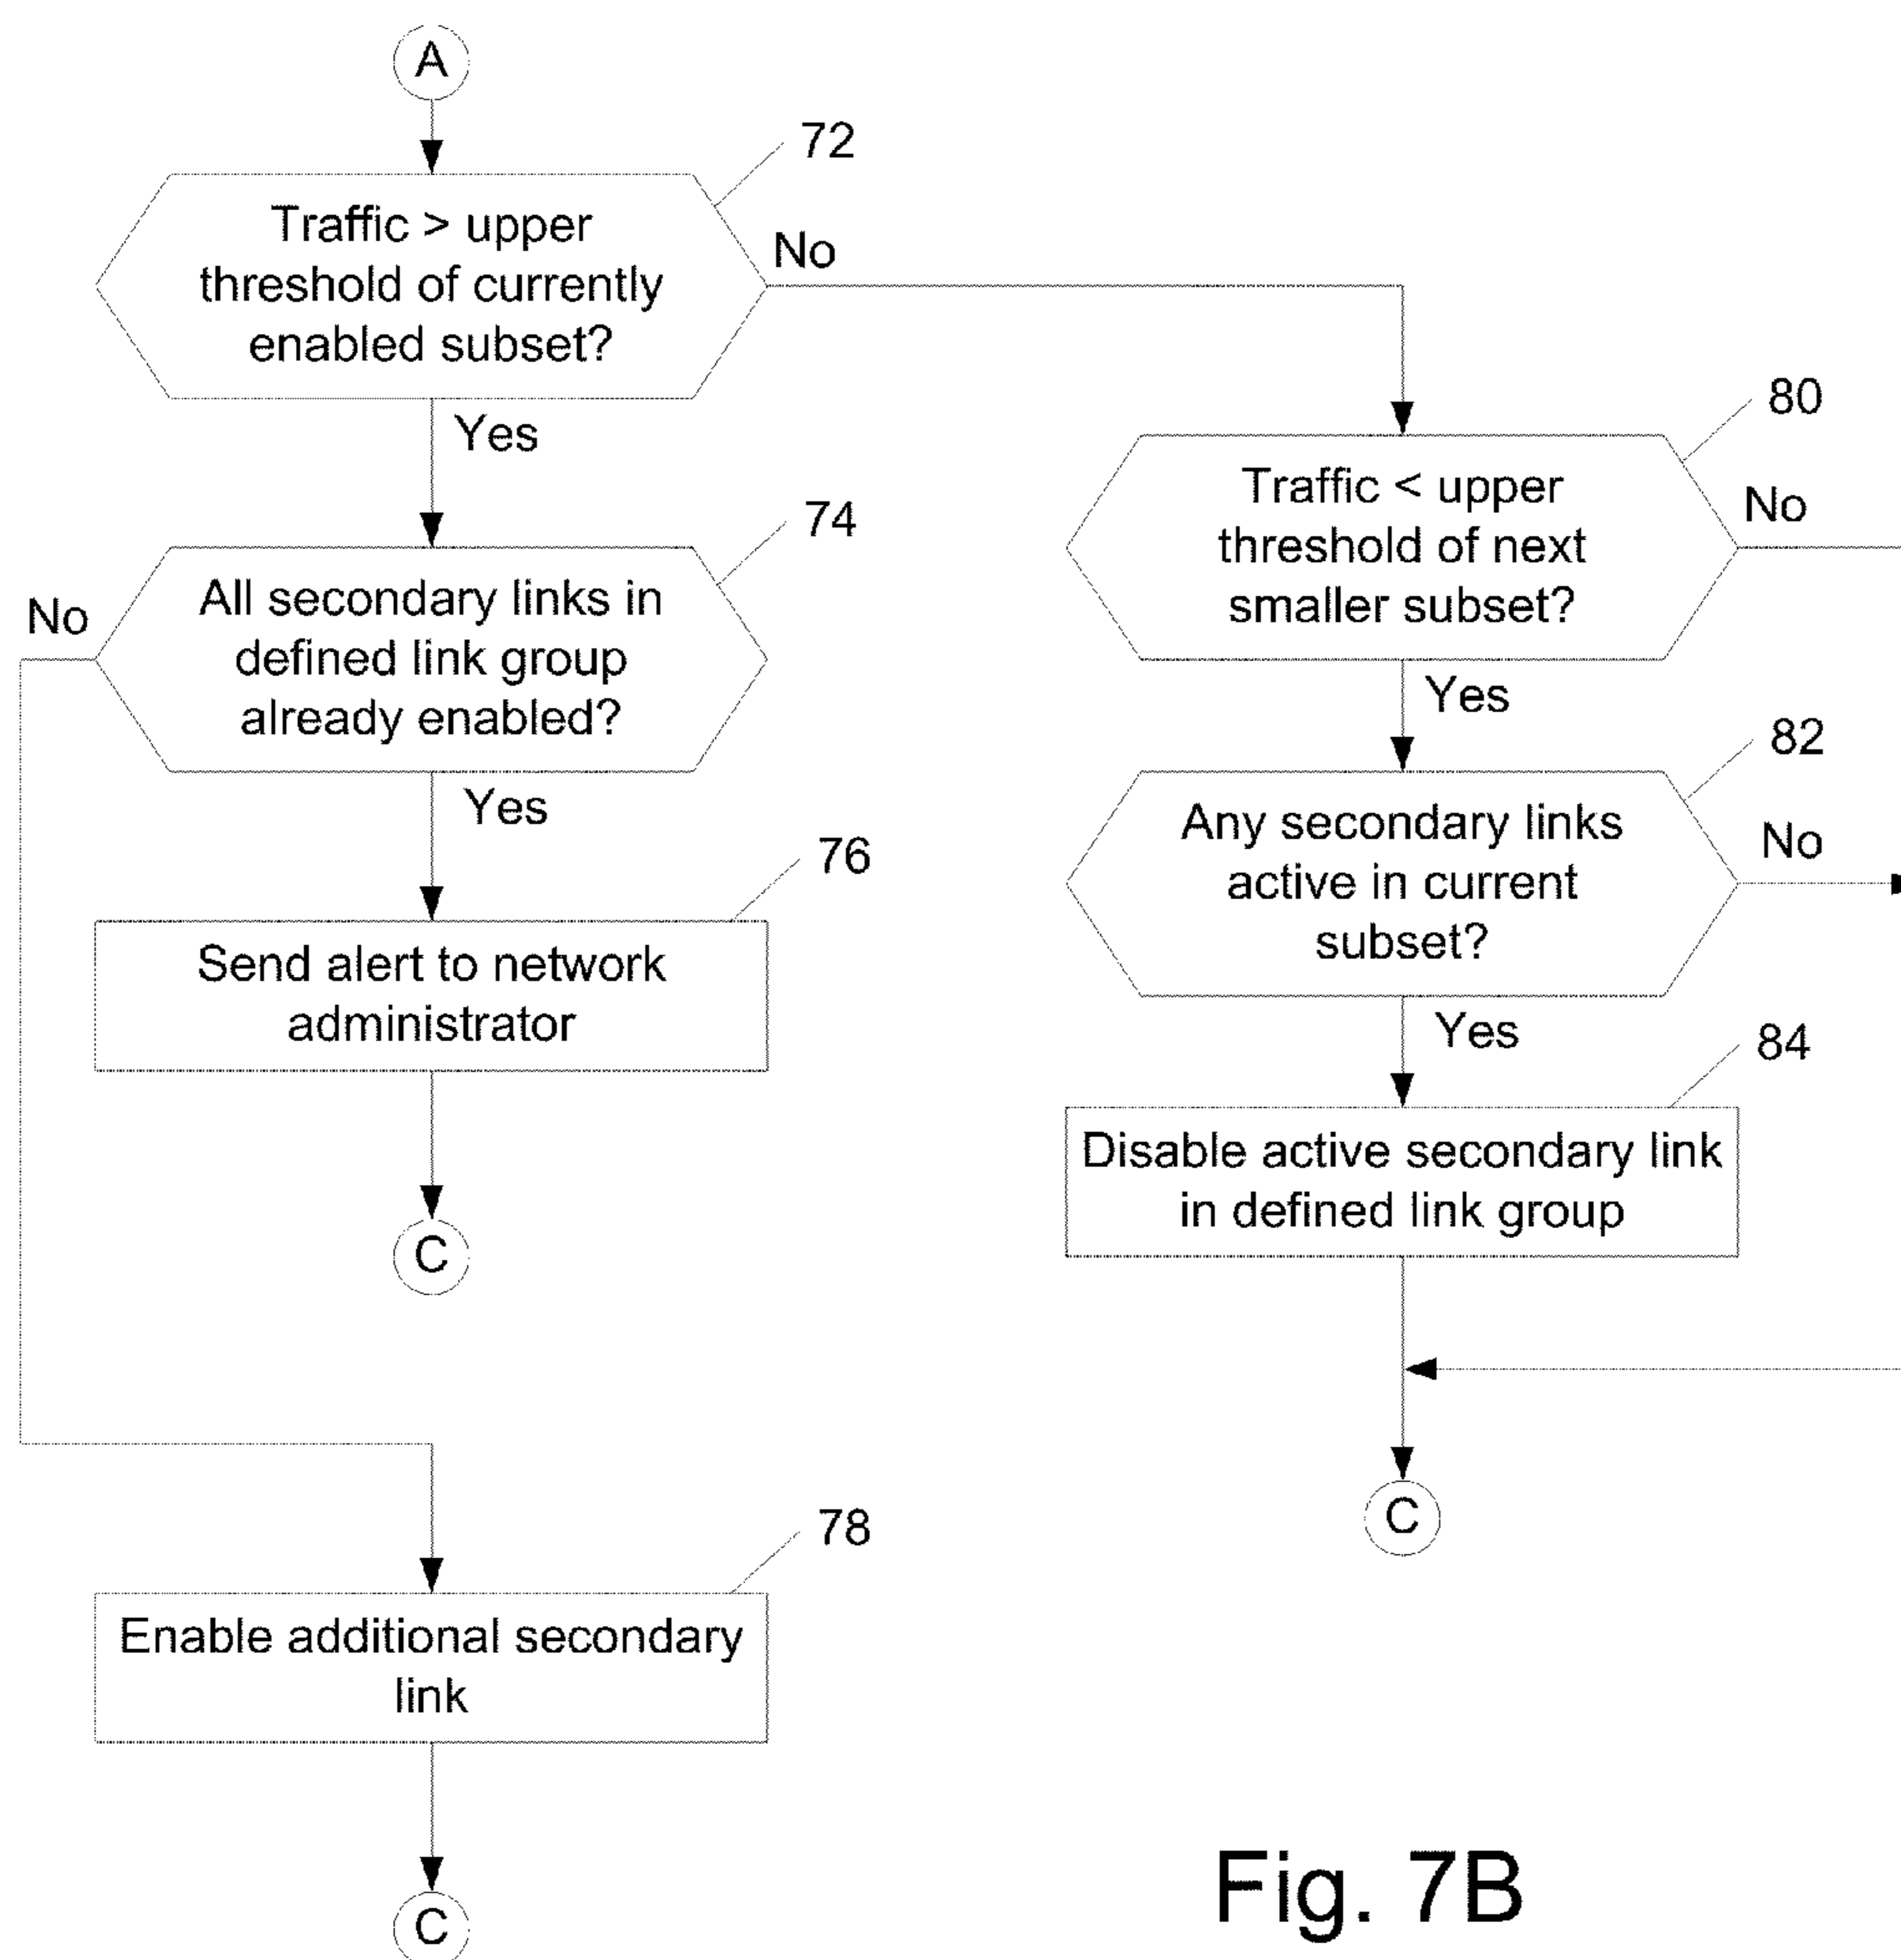 A
72
Traffic > upper
threshold of currently
enabled subset?
No
Yes
74
All secondary links in
defined link group
already enabled?
No
Yes
76
Send alert to network
administrator
C
78
Enable additional secondary
link
C
80
Traffic < upper
threshold of next
smaller subset?
No
Yes
82
Any secondary links
active in current
subset?
No
Yes
84
Disable active secondary link
in defined link group
C
Fig. 7B